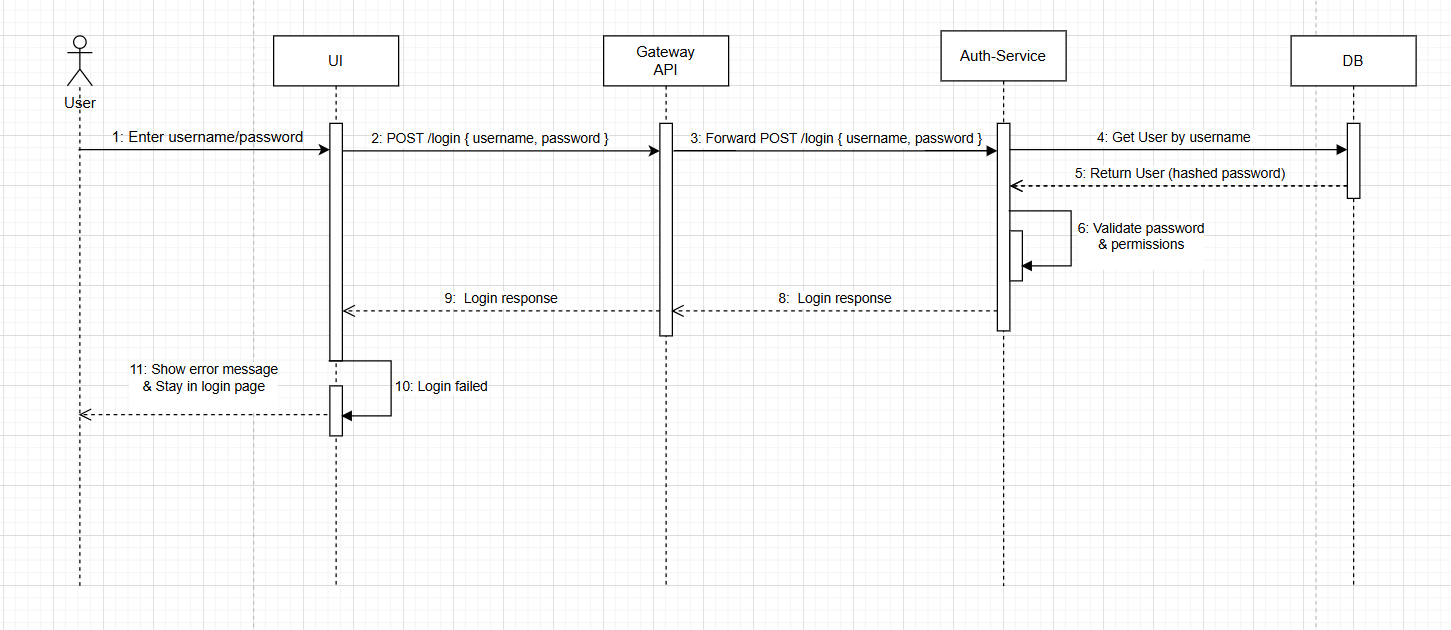 UI
Gateway
API
Auth-Service
DB
User
1: Enter username/password
2: POST /login { username, password }
3: Forward POST /login { username, password }
4: Get User by username
5: Return User (hashed password)
6: Validate password
& permissions
9:  Login response
8:  Login response
11: Show error message
& Stay in login page
10: Login failed